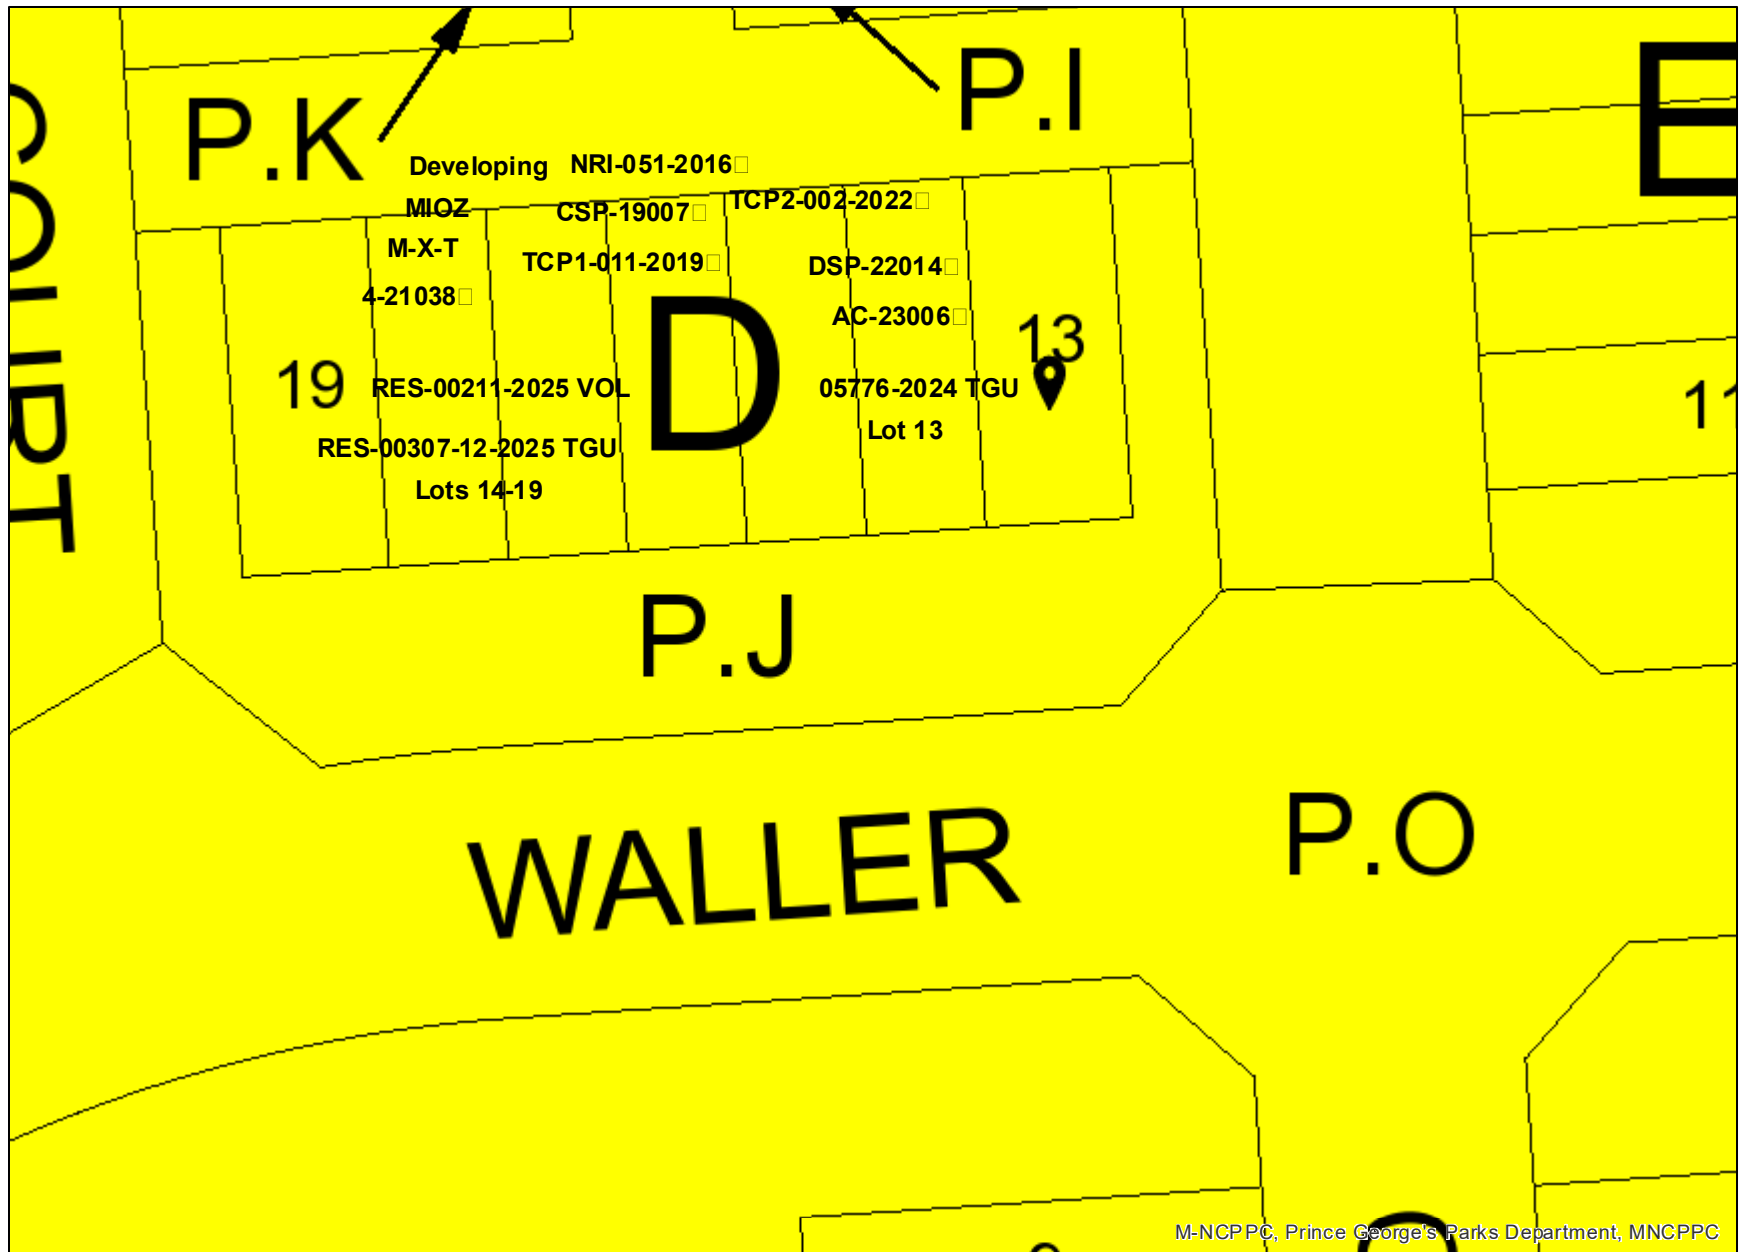 P.I
E
P.K
COURT
Developing
NRI-051-2016
MIOZ
CSP-19007
TCP2-002-2022
M-X-T
TCP1-011-2019
DSP-22014
4-21038
AC-23006
D
13
19
RES-00211-2025 VOL
05776-2024 TGU
11
Lot 13
RES-00307-12-2025 TGU
Lots 14-19
P.J
WALLER
P.O
M-NCPPC, Prince George's Parks Department, MNCPPC